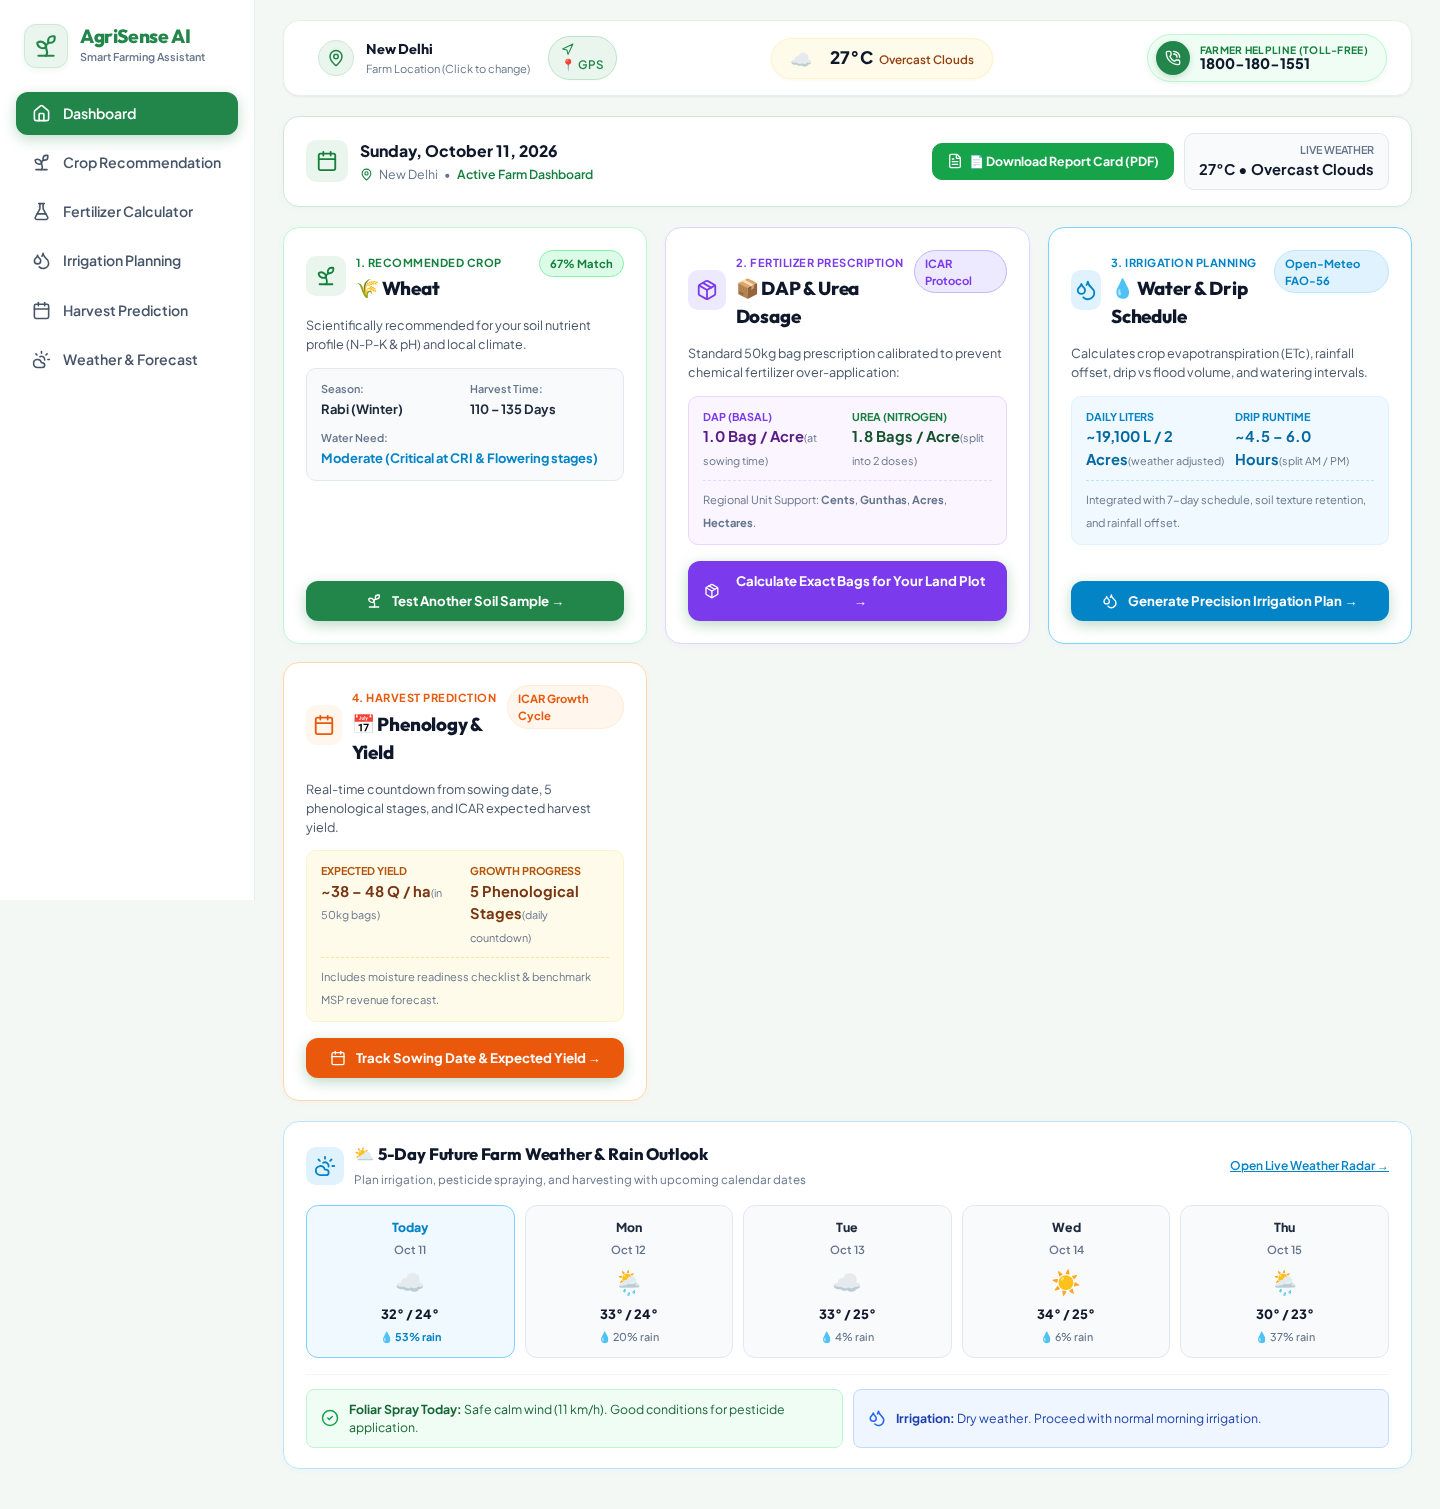 AgriSense AI
Smart Farming Assistant
Dashboard
Crop Recommendation
Fertilizer Calculator
Irrigation Planning
Harvest Prediction
Weather & Forecast
New Delhi
Farm Location (Click to change)
📍 GPS
27°C Overcast Clouds
FARMER HELPLINE (TOLL-FREE)
1800-180-1551
Sunday, October 11, 2026
New Delhi • Active Farm Dashboard
📄 Download Report Card (PDF)
LIVE WEATHER
27°C • Overcast Clouds
1. RECOMMENDED CROP
🌾 Wheat
67% Match
Scientifically recommended for your soil nutrient
profile (N-P-K & pH) and local climate.
Season:
Rabi (Winter)
Harvest Time:
110 – 135 Days
Water Need:
Moderate (Critical at CRI & Flowering stages)
Test Another Soil Sample →
2. FERTILIZER PRESCRIPTION
📦 DAP & Urea
Dosage
ICAR
Protocol
Standard 50kg bag prescription calibrated to prevent
chemical fertilizer over-application:
DAP (BASAL)
1.0 Bag / Acre(at
sowing time)
UREA (NITROGEN)
1.8 Bags / Acre(split
into 2 doses)
Regional Unit Support: Cents, Gunthas, Acres,
Hectares.
Calculate Exact Bags for Your Land Plot
→
3. IRRIGATION PLANNING
💧 Water & Drip
Schedule
Open-Meteo
FAO-56
Calculates crop evapotranspiration (ETc), rainfall
offset, drip vs flood volume, and watering intervals.
DAILY LITERS
~19,100 L / 2
Acres(weather adjusted)
DRIP RUNTIME
~4.5 – 6.0
Hours(split AM / PM)
Integrated with 7-day schedule, soil texture retention,
and rainfall offset.
Generate Precision Irrigation Plan →
4. HARVEST PREDICTION
📅 Phenology &
Yield
ICAR Growth
Cycle
Real-time countdown from sowing date, 5
phenological stages, and ICAR expected harvest
yield.
EXPECTED YIELD
~38 – 48 Q / ha(in
50kg bags)
GROWTH PROGRESS
5 Phenological
Stages(daily
countdown)
Includes moisture readiness checklist & benchmark
MSP revenue forecast.
Track Sowing Date & Expected Yield →
⛅ 5-Day Future Farm Weather & Rain Outlook
Plan irrigation, pesticide spraying, and harvesting with upcoming calendar dates
Open Live Weather Radar →
Today
Oct 11
32° / 24°
💧 53% rain
Mon
Oct 12
33° / 24°
💧 20% rain
Tue
Oct 13
33° / 25°
💧 4% rain
Wed
Oct 14
34° / 25°
💧 6% rain
Thu
Oct 15
30° / 23°
💧 37% rain
Foliar Spray Today: Safe calm wind (11 km/h). Good conditions for pesticide
application.
Irrigation: Dry weather. Proceed with normal morning irrigation.